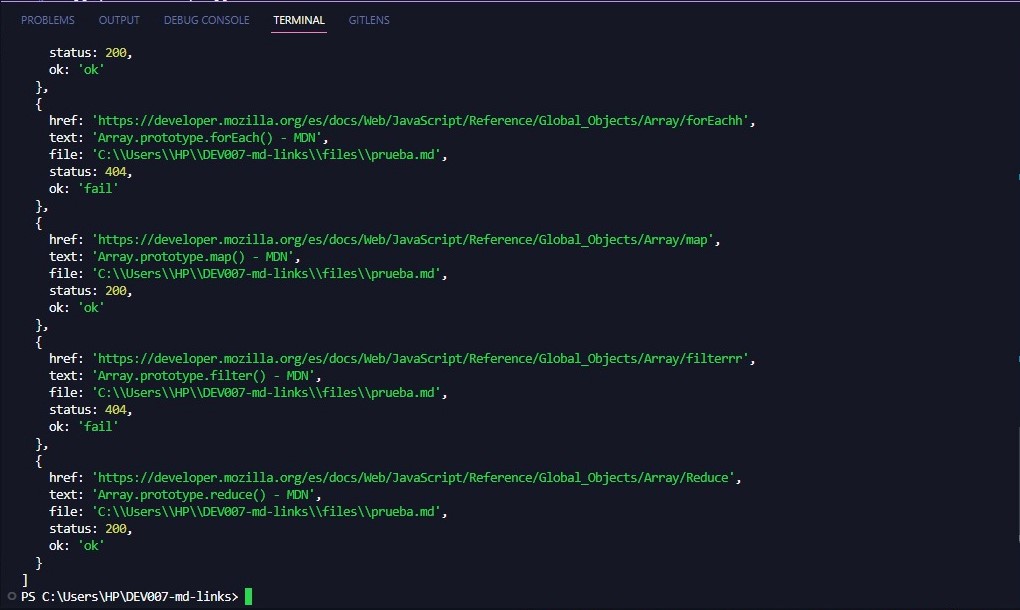 PROBLEMS OUTPUT DEBUG CONSOLE TERMINAL GITLENS
status: 200,
ok: 'ok'
},
{
href: 'https://developer.mozilla.org/es/docs/Web/JavaScript/Reference/Global_Objects/Array/forEachh',
text: 'Array.prototype.forEach() - MDN',
file: 'C:\\Users\\HP\\DEV007-md-links\\files\\prueba.md',
status: 404,
ok: 'fail'
},
{
href: 'https://developer.mozilla.org/es/docs/Web/JavaScript/Reference/Global_Objects/Array/map',
text: 'Array.prototype.map() - MDN',
file: 'C:\\Users\\HP\\DEV007-md-links\\files\\prueba.md',
status: 200,
ok: 'ok'
},
{
href: 'https://developer.mozilla.org/es/docs/Web/JavaScript/Reference/Global_Objects/Array/filterrr',
text: 'Array.prototype.filter() - MDN',
file: 'C:\\Users\\HP\\DEV007-md-links\\files\\prueba.md',
status: 404,
ok: 'fail'
},
{
href: 'https://developer.mozilla.org/es/docs/Web/JavaScript/Reference/Global_Objects/Array/Reduce',
text: 'Array.prototype.reduce() - MDN',
file: 'C:\\Users\\HP\\DEV007-md-links\\files\\prueba.md',
status: 200,
ok: 'ok'
}
]
PS C:\Users\HP\DEV007-md-links>